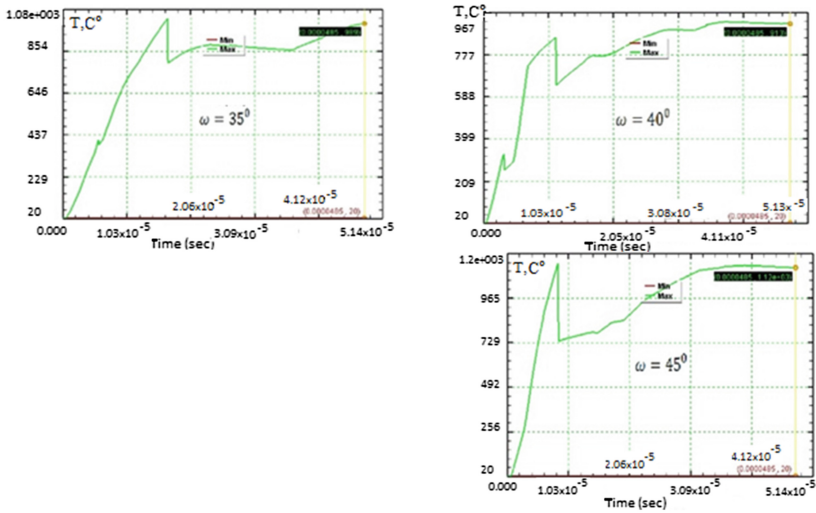 1.08e+003
T,C°
854
646
437
229
20
Min
Max
ω = 35⁰
2.06x10⁻⁵
4.12x10⁻⁵
(0.0000485, 20)
0.000
1.03x10⁻⁵
3.09x10⁻⁵
5.14x10⁻⁵
Time (sec)
T,C°
967
777
588
399
209
20
Min
Max
ω = 40⁰
1.03x10⁻⁵
3.08x10⁻⁵
5.13x⁻⁵
(0.0000485, 20)
0.000
2.05x10⁻⁵
4.11x10⁻⁵
Time (sec)
1.2e+003
T,C°
965
729
492
256
20
Min
Max
ω = 45⁰
2.06x10⁻⁵
4.12x10⁻⁵
(0.0000485, 20)
0.000
1.03x10⁻⁵
3.09x10⁻⁵
5.14x10⁻⁵
Time (sec)